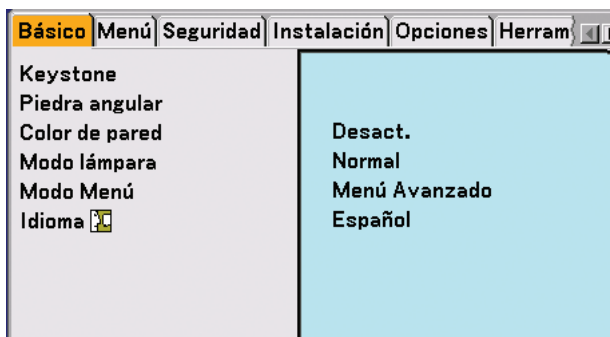 Básico Menú Seguridad Instalación Opciones Herram
Keystone
Piedra angular
Color de pared Desact.
Modo lámpara Normal
Modo Menú Menú Avanzado
Idioma Español